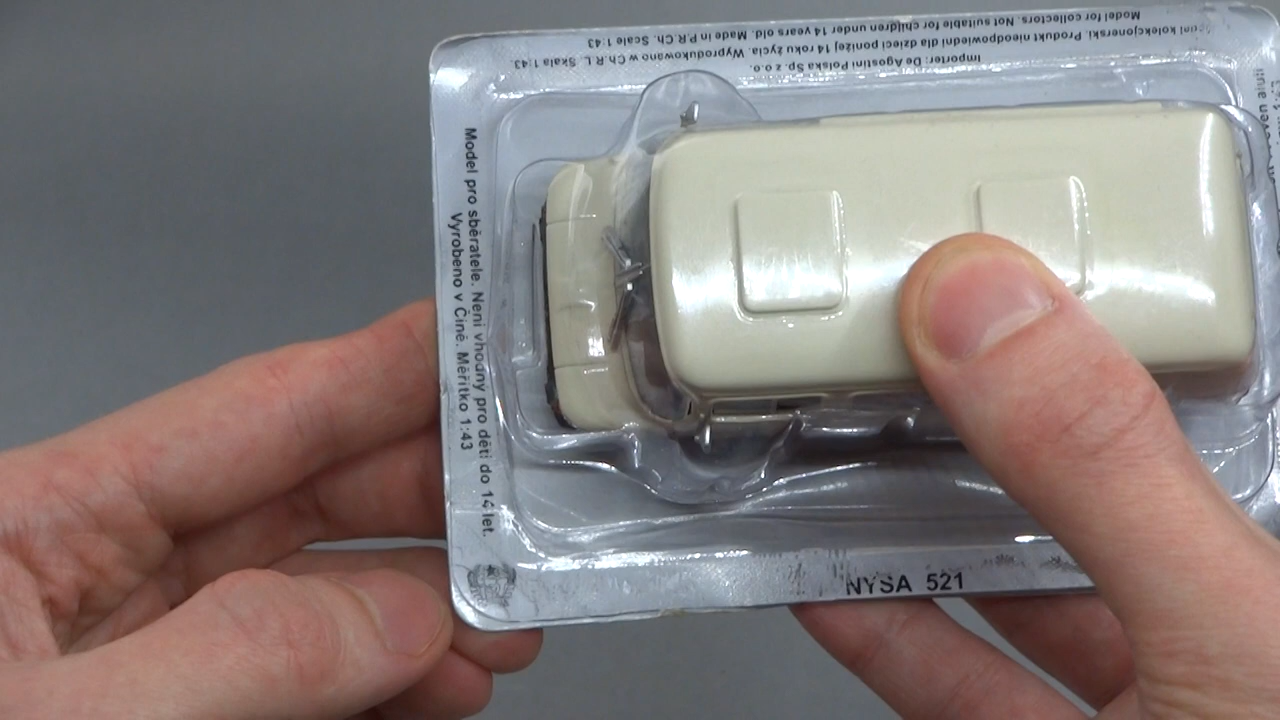 Model for collectors. Not suitable for children under 14 years old. Made in P.R.Ch. Scale 1:43
kolekcjonerski. Produkt nieodpowiedni dla dzieci poniżej 14 roku życia. Wyprodukowano w Ch.R.L. Skala 1:43
Importer: De Agostini Polska Sp. z o.o.
Model pro sběratele. Není vhodný pro děti do 14 let.
Vyrobeno v Číně. Měřítko 1:43
NYSA 521